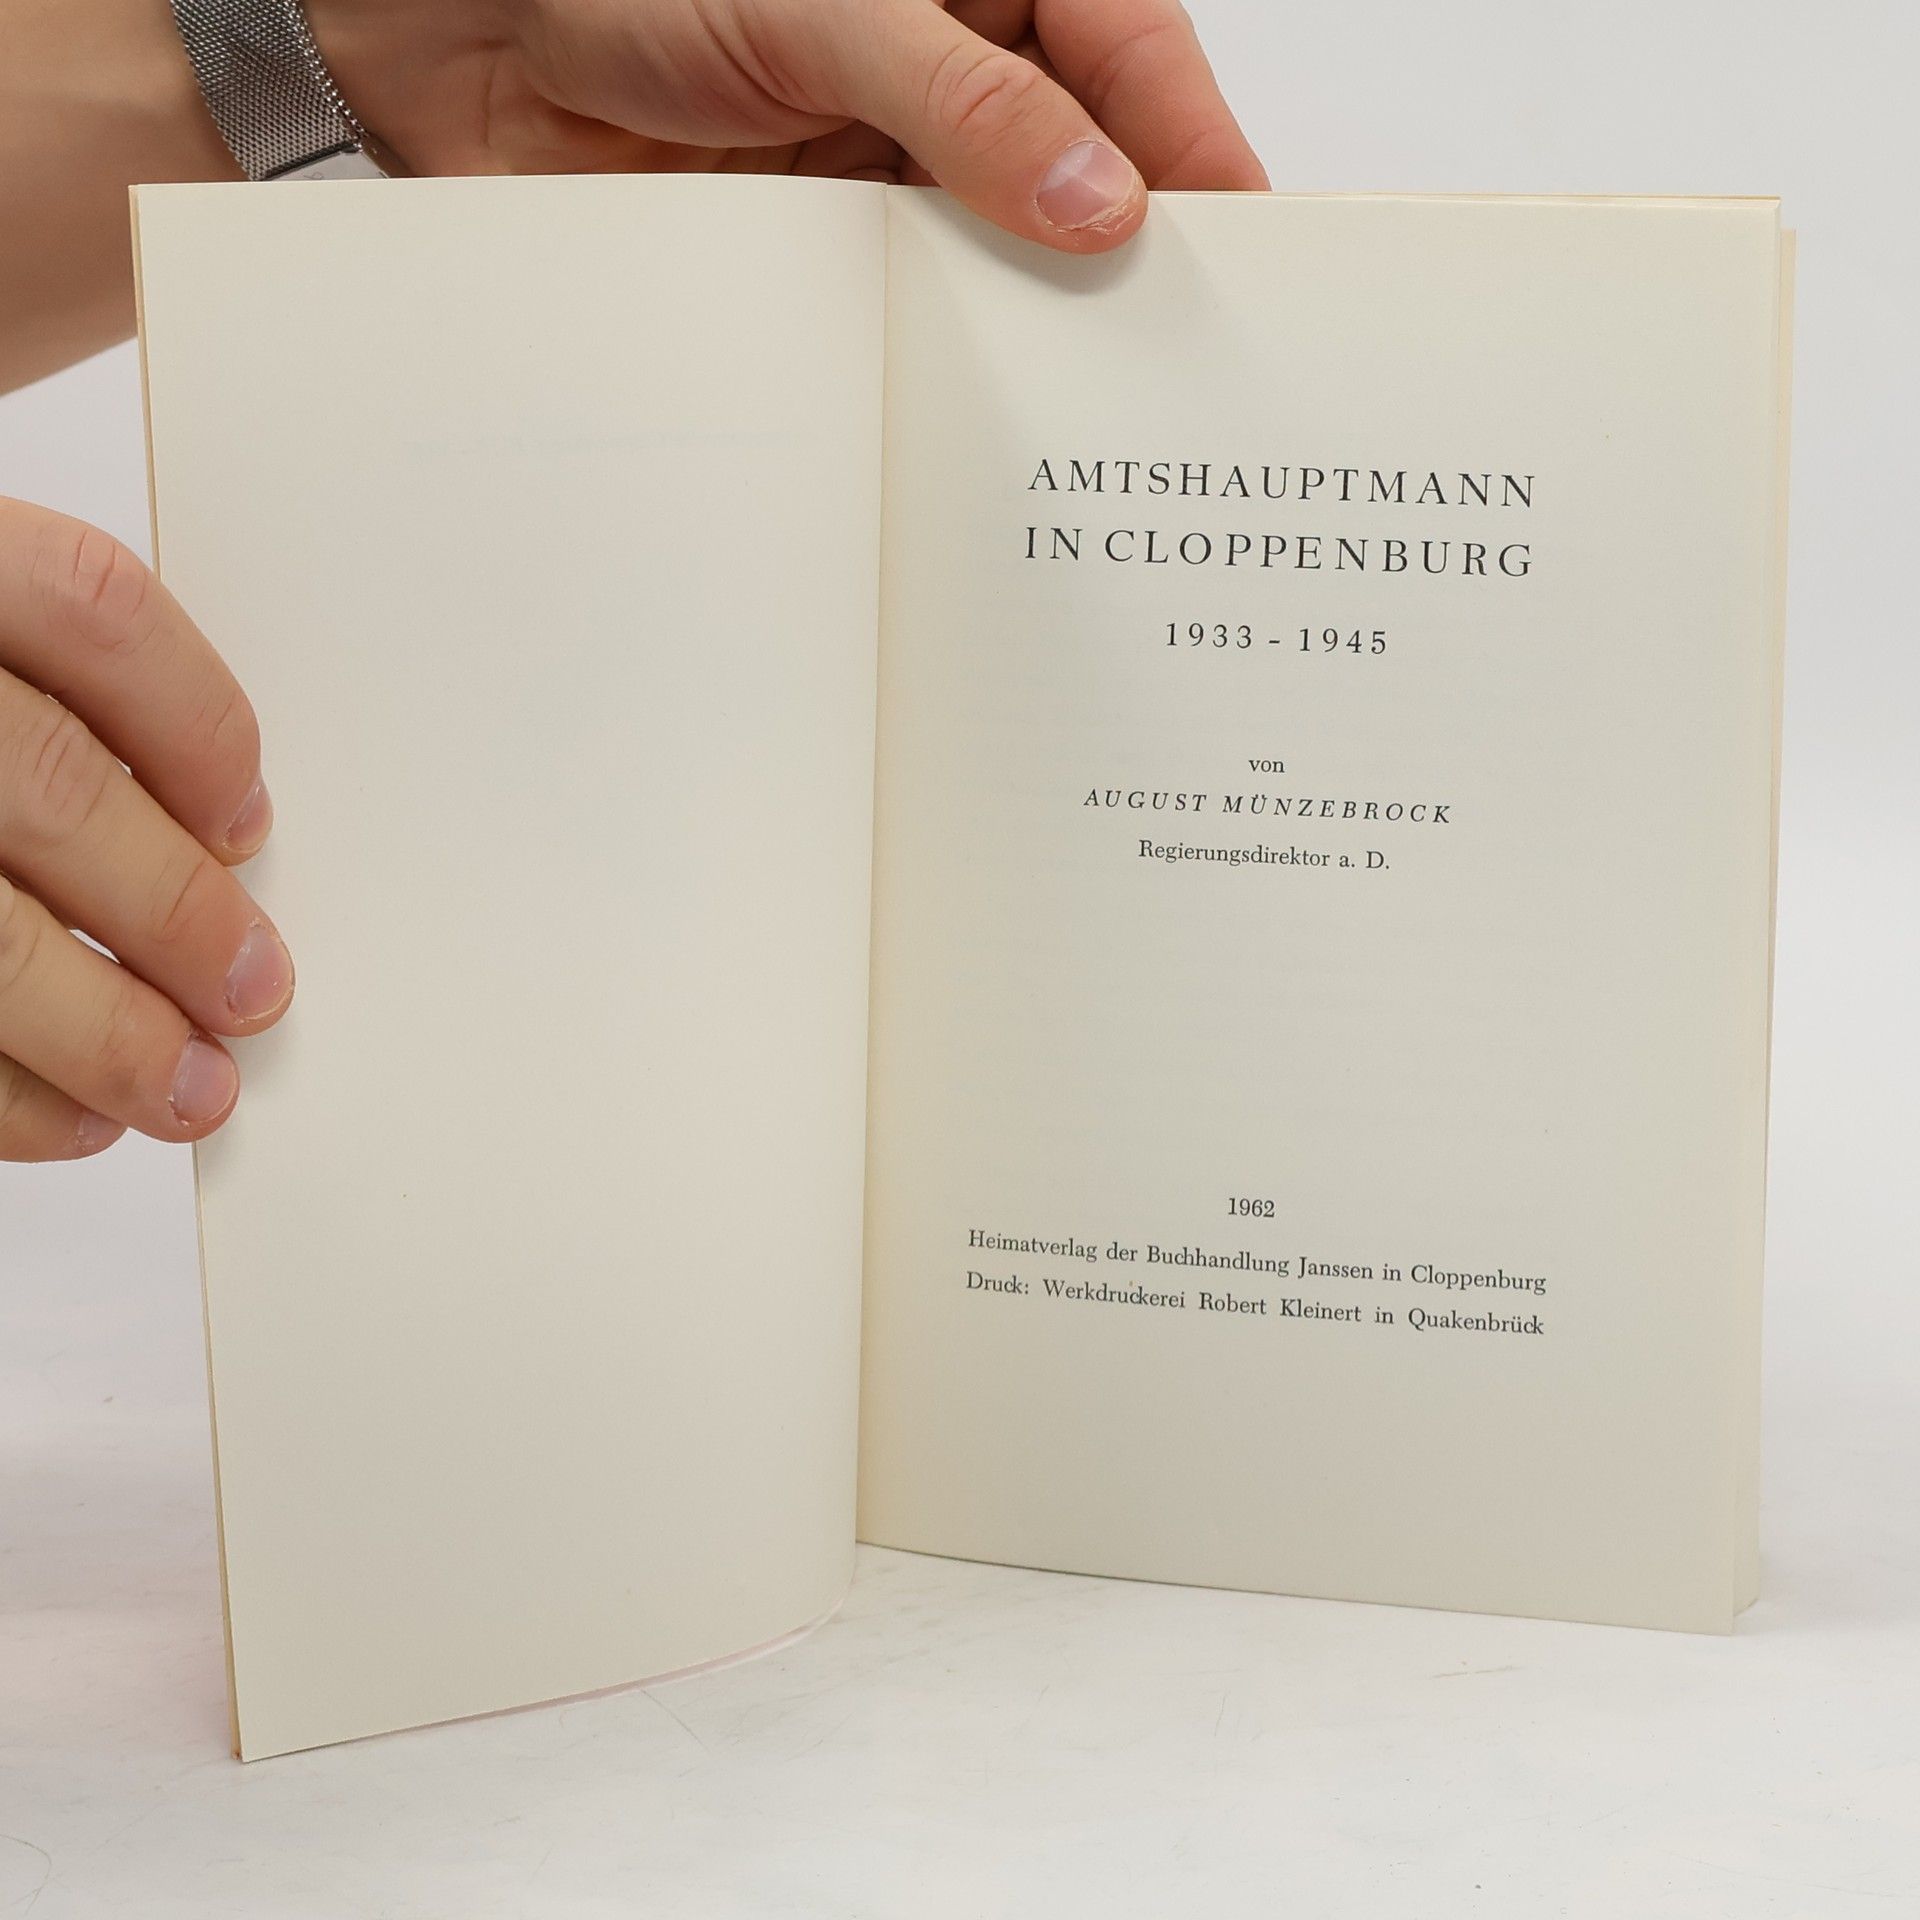 AMTSHAUPTMANN
IN CLOPPENBURG
1933 - 1945
von
AUGUST MÜNZEBROCK
Regierungsdirektor a. D.
1962
Heimatverlag der Buchhandlung Janssen in Cloppenburg
Druck: Werkdruckerei Robert Kleinert in Quakenbrück